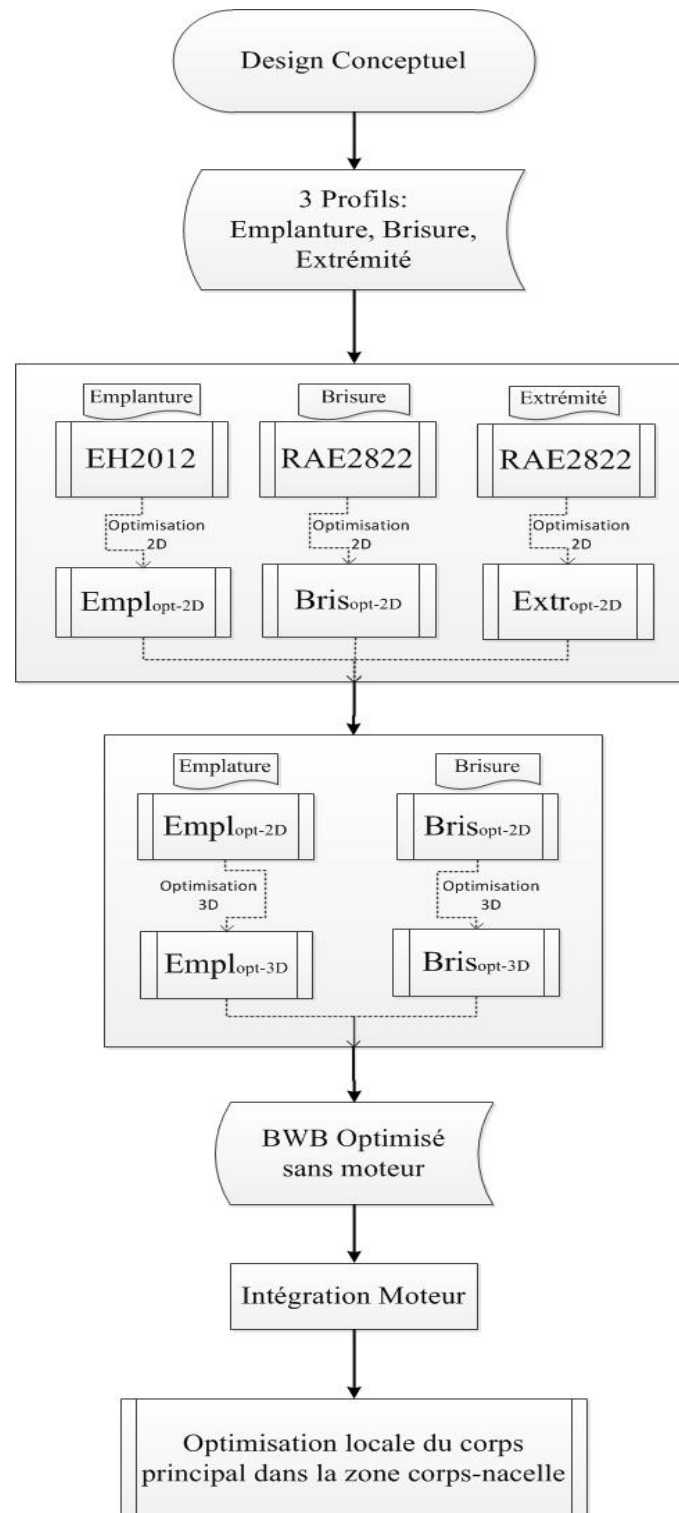 Design Conceptuel
3 Profils:
Emplanture, Brisure,
Extrémité
Emplanture
Brisure
Extrémité
EH2012
RAE2822
RAE2822
Optimisation
2D
Optimisation
2D
Optimisation
2D
Emplopt-2D
Brisopt-2D
Extropt-2D
Emplature
Brisure
Emplopt-2D
Brisopt-2D
Optimisation
3D
Optimisation
3D
Emplopt-3D
Brisopt-3D
BWB Optimisé
sans moteur
Intégration Moteur
Optimisation locale du corps
principal dans la zone corps-nacelle